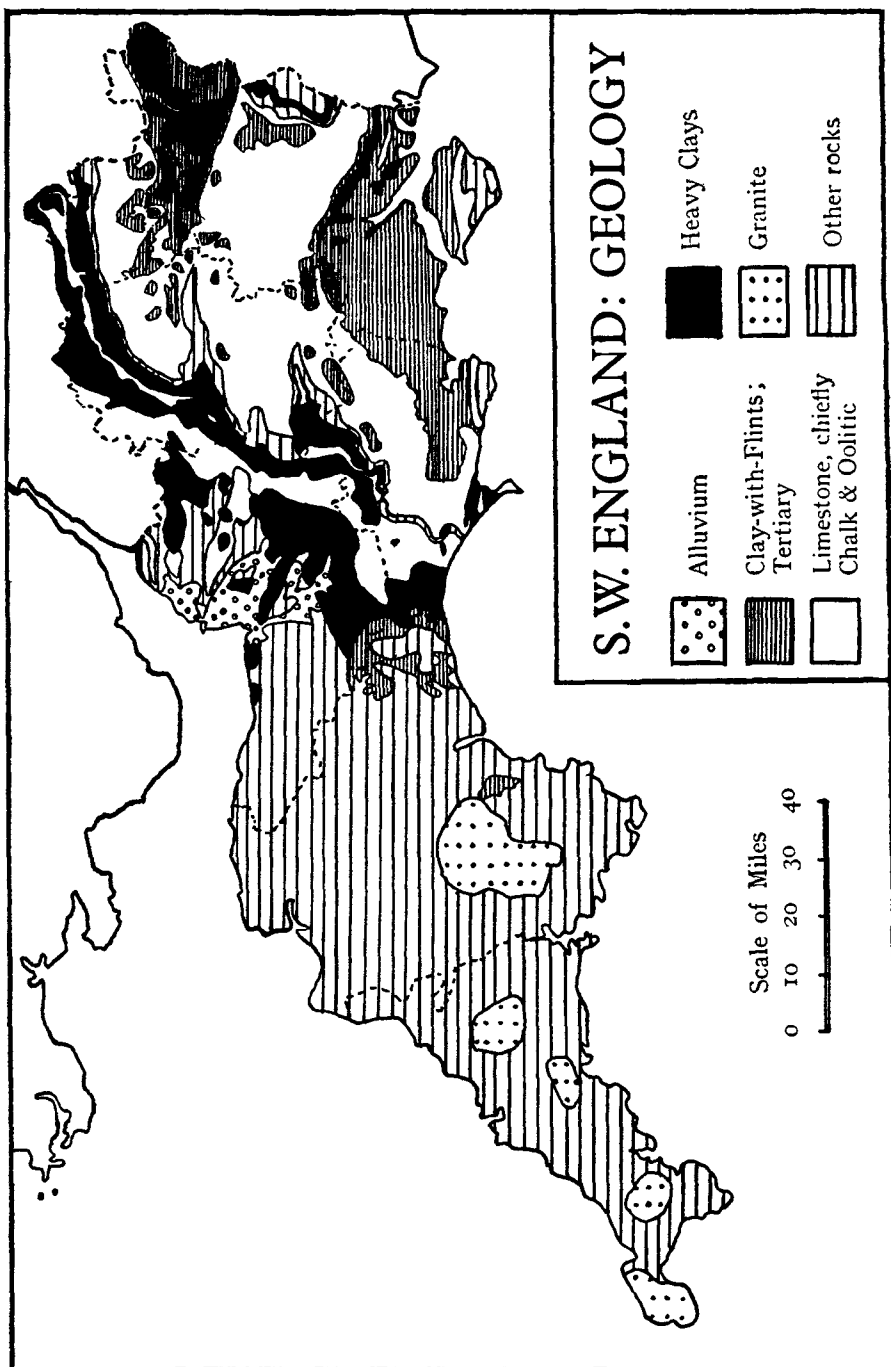 S.W. ENGLAND: GEOLOGY
Alluvium
Heavy Clays
Clay-with-Flints;
Tertiary
Granite
Limestone, chiefly
Chalk & Oolitic
Other rocks
Scale of Miles
0 10 20 30 40